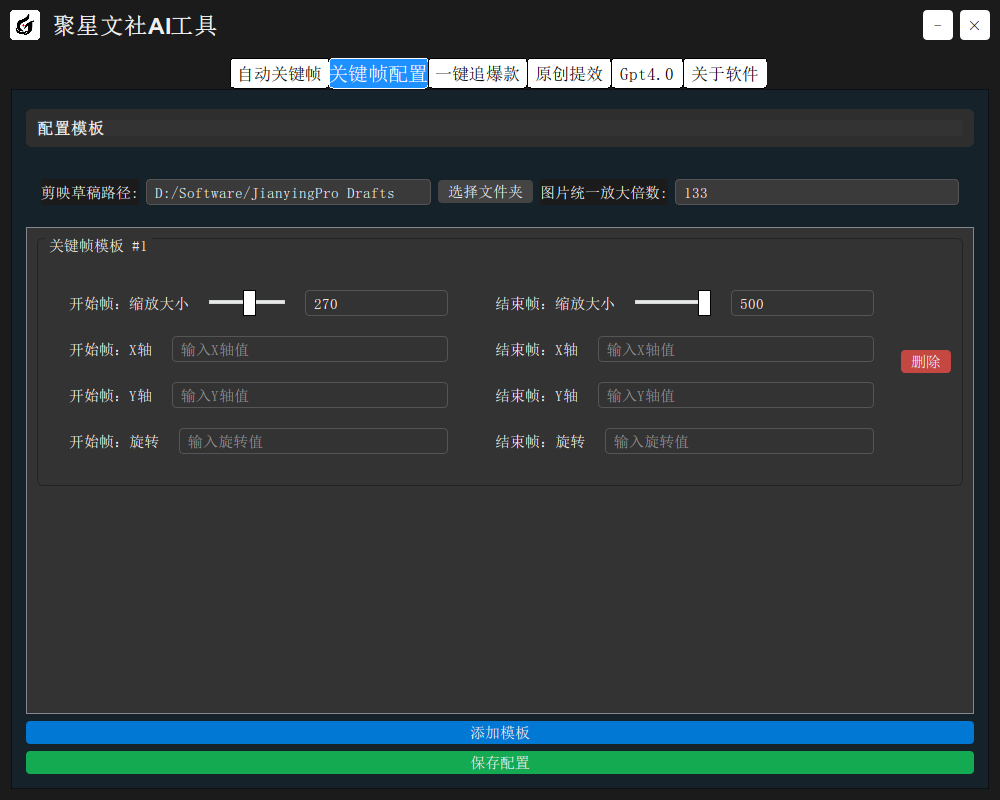 聚星文社AI工具
自动关键帧 关键帧配置 一键追爆款 原创提效 Gpt4.0 关于软件
配置模板
剪映草稿路径: D:/Software/JianyingPro Drafts 选择文件夹 图片统一放大倍数: 133
关键帧模板 #1
开始帧: 缩放大小 270 结束帧: 缩放大小 500
开始帧: X轴 输入X轴值 结束帧: X轴 输入X轴值
删除
开始帧: Y轴 输入Y轴值 结束帧: Y轴 输入Y轴值
开始帧: 旋转 输入旋转值 结束帧: 旋转 输入旋转值
添加模板
保存配置